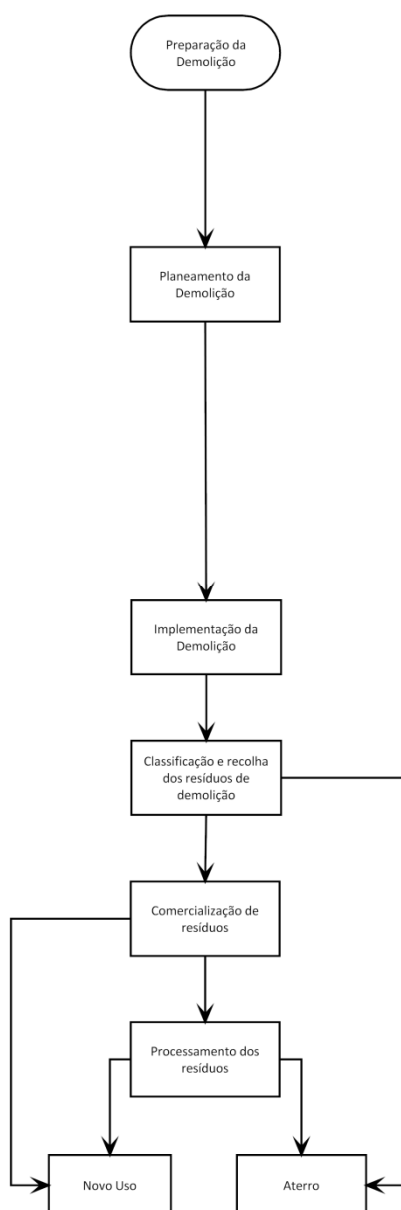 Preparação da
Demolição
Planeamento da
Demolição
Implementação da
Demolição
Classificação e recolha
dos resíduos de
demolição
Comercialização de
resíduos
Processamento dos
resíduos
Novo Uso
Aterro